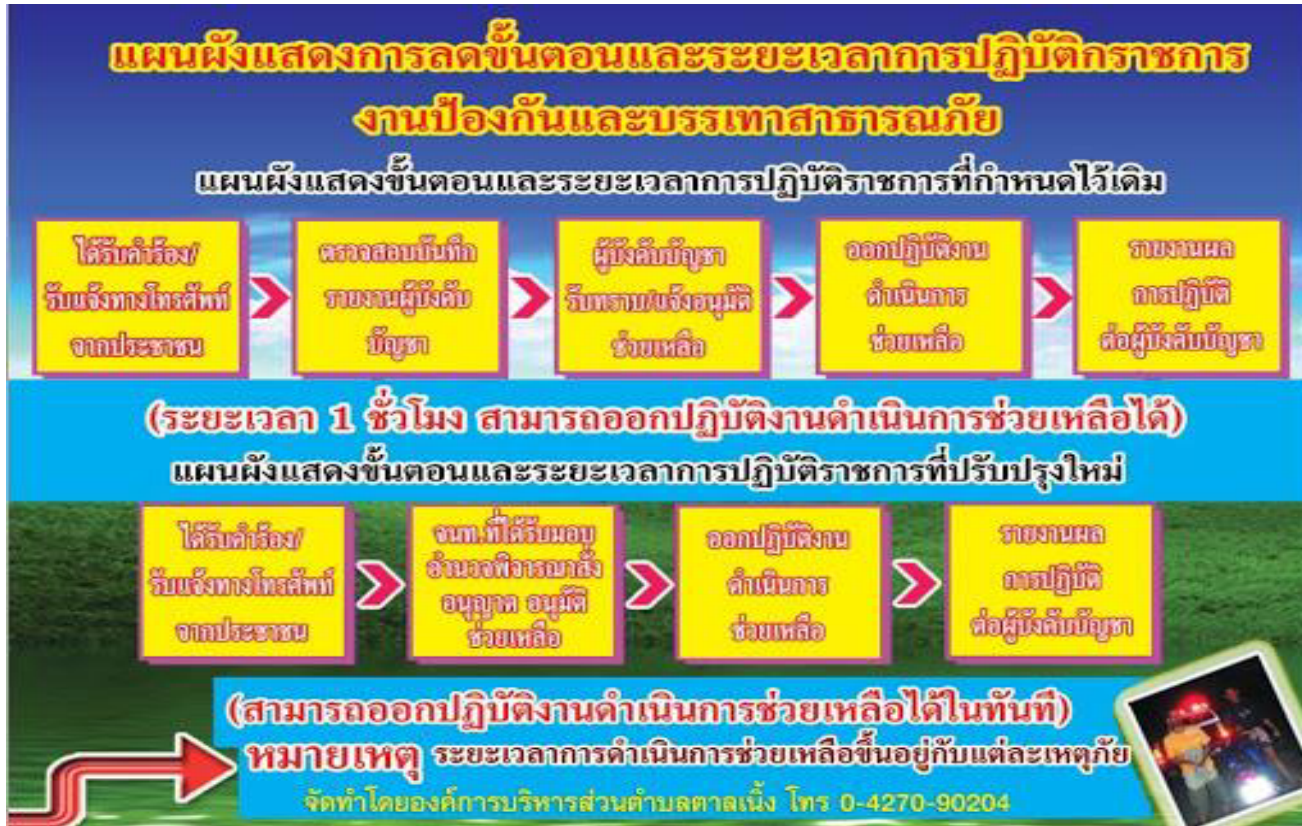 แผนผังแสดงการลดขั้นตอนและระยะเวลาการปฏิบัติกราชการ
งานป้องกันและบรรเทาสาธารณภัย
แผนผังแสดงขั้นตอนและระยะเวลาการปฏิบัติราชการที่กำหนดไว้เดิม
ได้รับคำร้อง/
รับแจ้งทางโทรศัพท์
จากประชาชน
ตรวจสอบบันทึก
รายงานผู้บังคับ
บัญชา
ผู้บังคับบัญชา
รับทราบ/แจ้งอนุมัติ
ช่วยเหลือ
ออกปฏิบัติงาน
ดำเนินการ
ช่วยเหลือ
รายงานผล
การปฏิบัติ
ต่อผู้บังคับบัญชา
(ระยะเวลา 1 ชั่วโมง สามารถออกปฏิบัติงานดำเนินการช่วยเหลือได้)
แผนผังแสดงขั้นตอนและระยะเวลาการปฏิบัติราชการที่ปรับปรุงใหม่
ได้รับคำร้อง/
รับแจ้งทางโทรศัพท์
จากประชาชน
จนท.ที่ได้รับมอบ
อำนวจพิจารณาสั่ง
อนุญาต อนุมัติ
ช่วยเหลือ
ออกปฏิบัติงาน
ดำเนินการ
ช่วยเหลือ
รายงานผล
การปฏิบัติ
ต่อผู้บังคับบัญชา
(สามารถออกปฏิบัติงานดำเนินการช่วยเหลือได้ในทันที)
หมายเหตุ ระยะเวลาการดำเนินการช่วยเหลือขึ้นอยู่กับแต่ละเหตุภัย
จัดทำโดยองค์การบริหารส่วนตำบลตาลเนิ้ง โทร 0-4270-90204